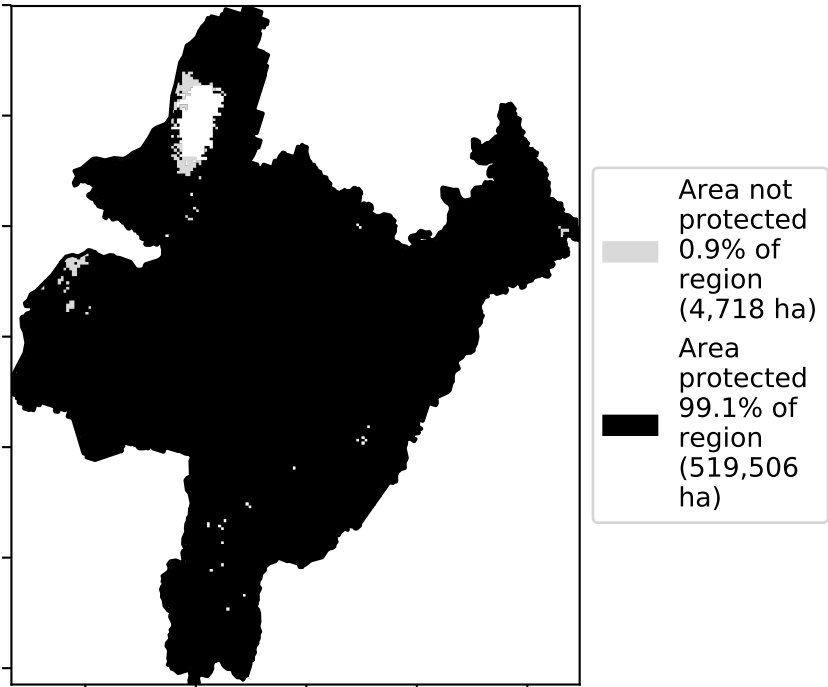 Area not
protected
0.9% of
region
(4,718 ha)
Area
protected
99.1% of
region
(519,506
ha)